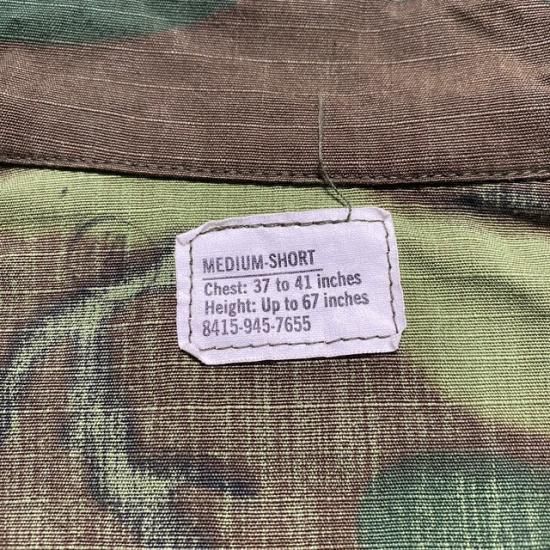 MEDIUM-SHORT
Chest: 37 to 41 inches
Height: Up to 67 inches
8415-945-7655